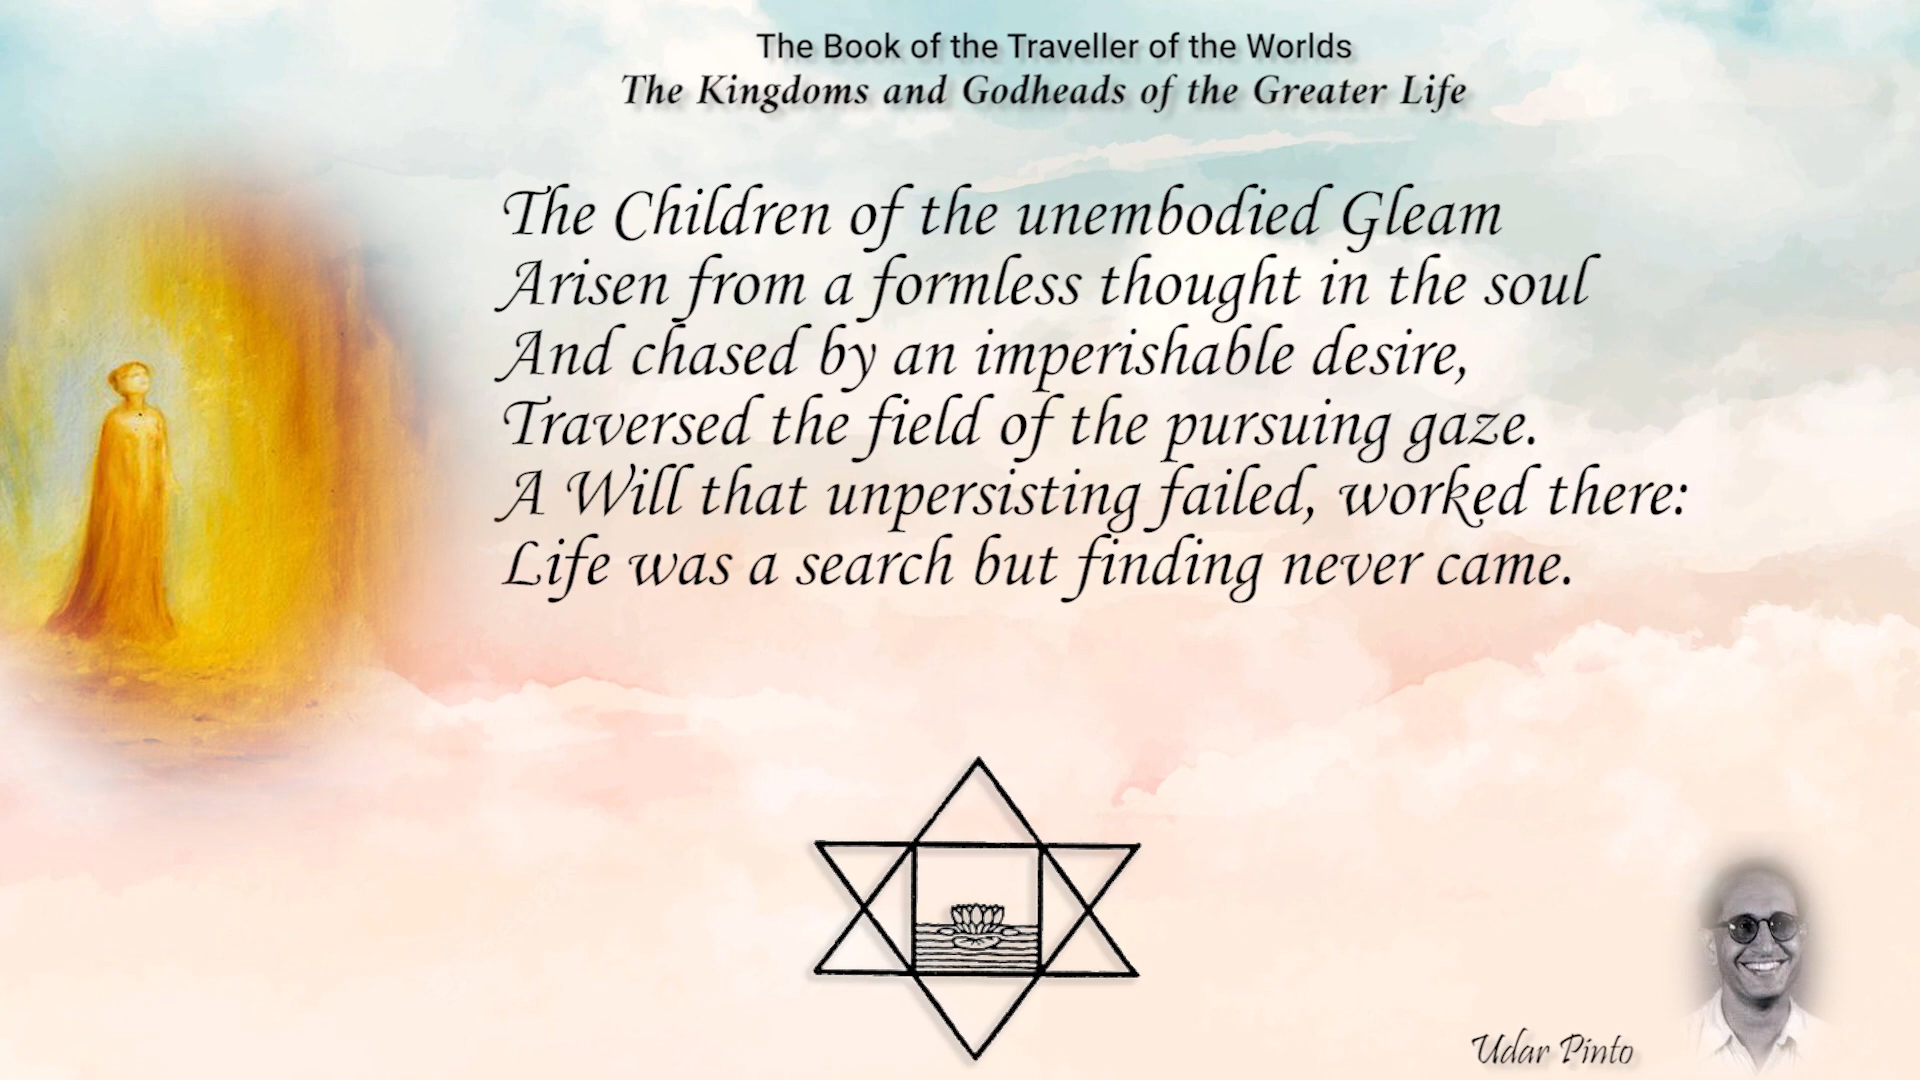 The Book of the Traveller of the Worlds
The Kingdoms and Godheads of the Greater Life
The Children of the unembodied Gleam
Arisen from a formless thought in the soul
And chased by an imperishable desire,
Traversed the field of the pursuing gaze.
A Will that unpersisting failed, worked there:
Life was a search but finding never came.
Udar Pinto